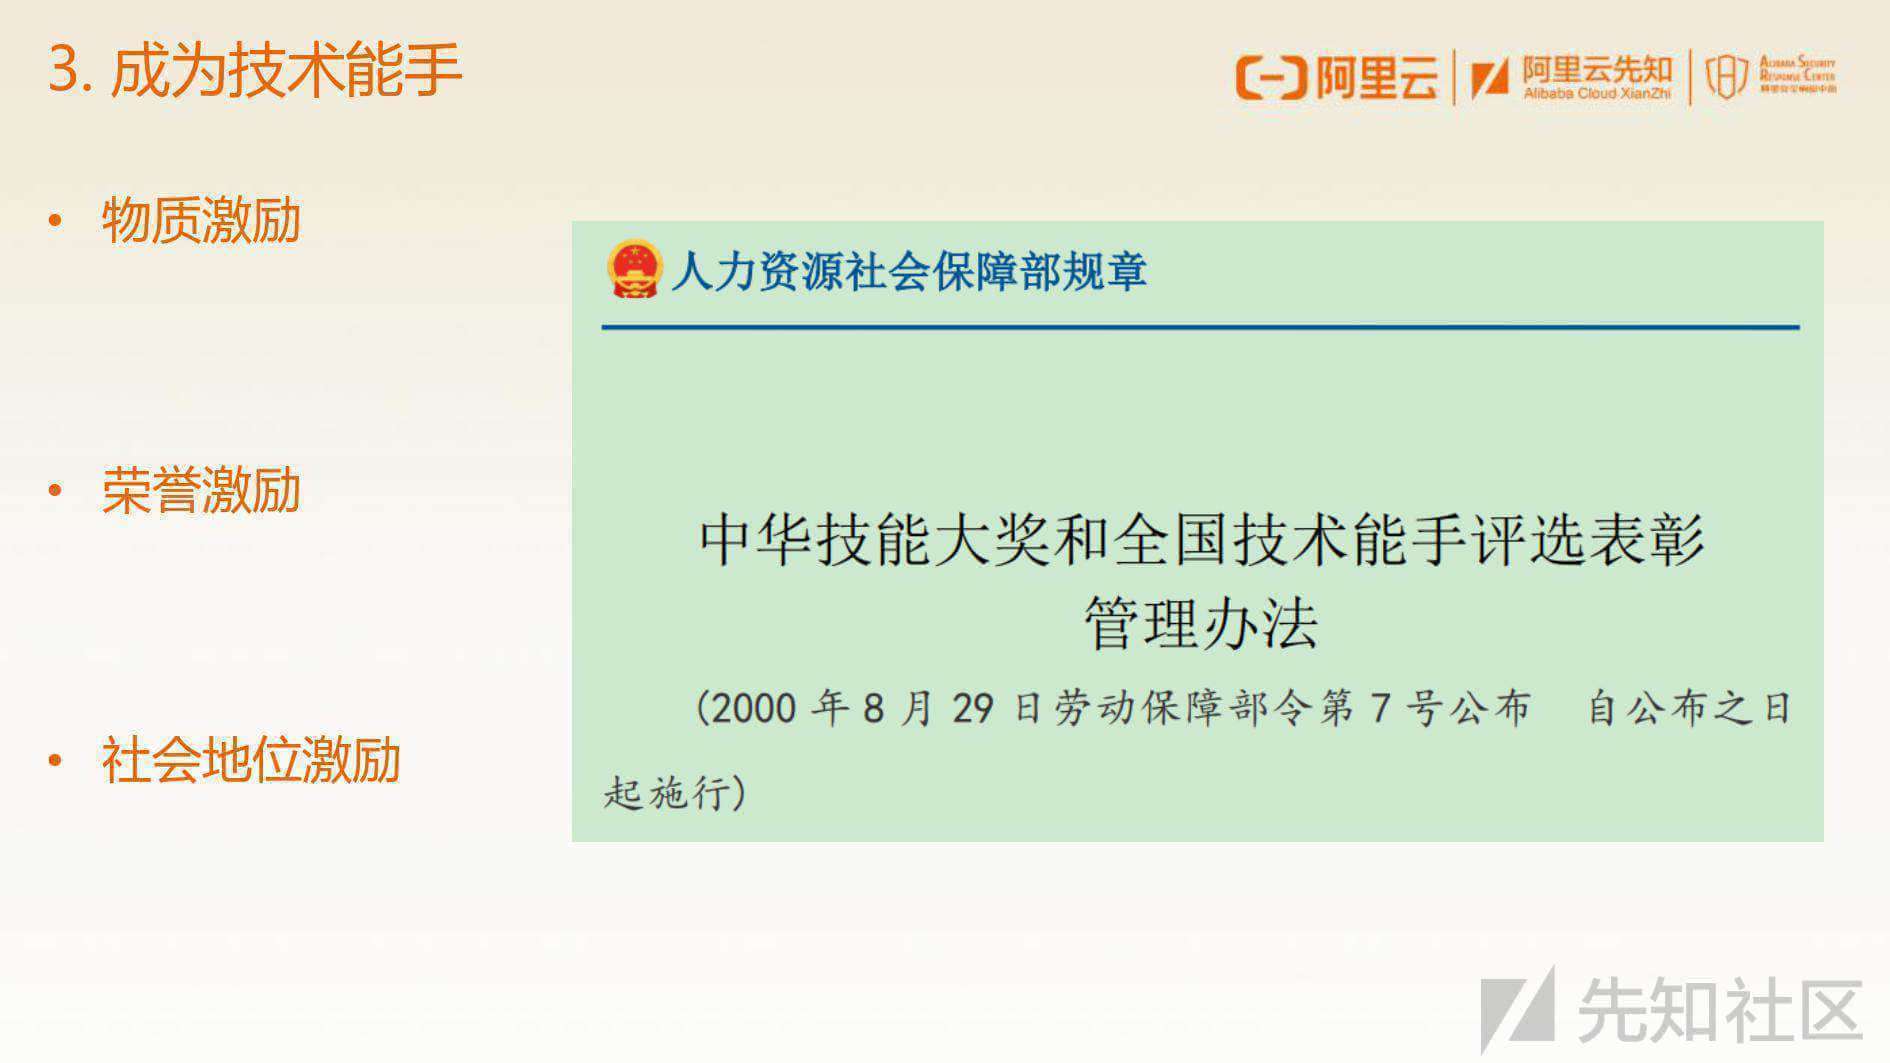 3. 成为技术能手
阿里云
阿里云先知
Alibaba Cloud XianZhi
ALIBABA SECURITY
RESPONSE CENTER
阿里安全响应中心
• 物质激励
• 荣誉激励
• 社会地位激励
人力资源社会保障部规章
中华技能大奖和全国技术能手评选表彰
管理办法
(2000 年 8 月 29 日劳动保障部令第 7 号公布 自公布之日
起施行)
先知社区